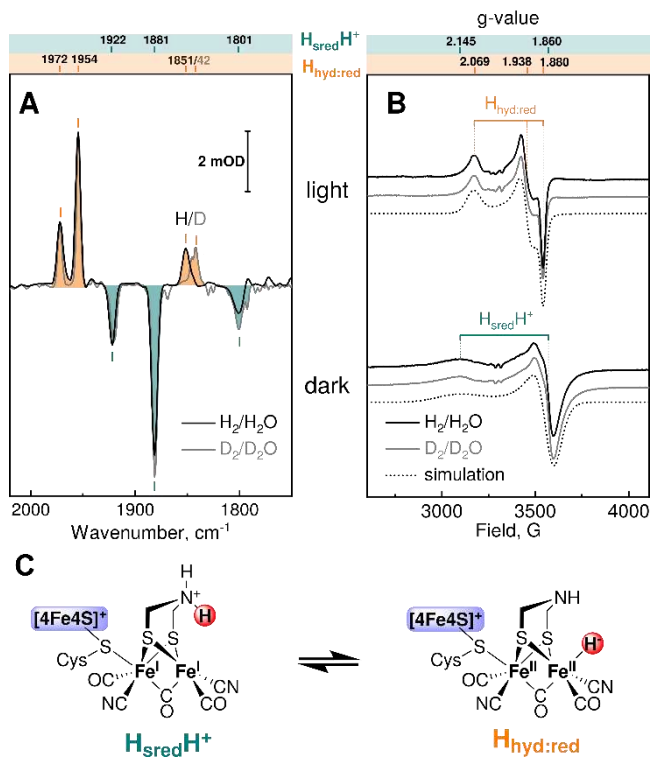 g-value
1922 1881 1801 HsredH+ 2.145 1.860
1972 1954 1851/42 Hhyd:red 2.069 1.938 1.880
A
2 mOD
H/D
H2/H2O
D2/D2O
2000 1900 1800
Wavenumber, cm-1
light
dark
B
Hhyd:red
HsredH+
H2/H2O
D2/D2O
simulation
3000 3500 4000
Field, G
C
H
N+
H
[4Fe4S]+
S
Cys
S
S
FeI
FeI
OC
NC
C
O
CN
CO
HsredH+
NH
[4Fe4S]+
S
Cys
S
S
H-
FeII
FeII
OC
NC
C
O
CN
CO
Hhyd:red